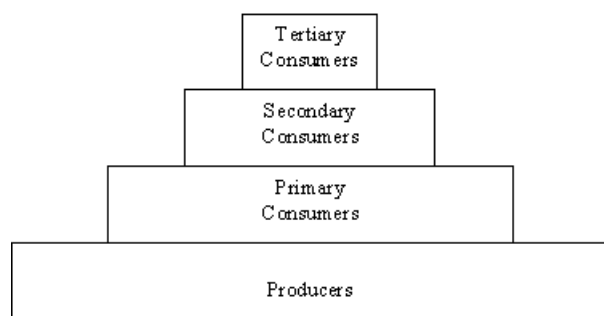 Tertiary
Consumers
Secondary
Consumers
Primary
Consumers
Producers